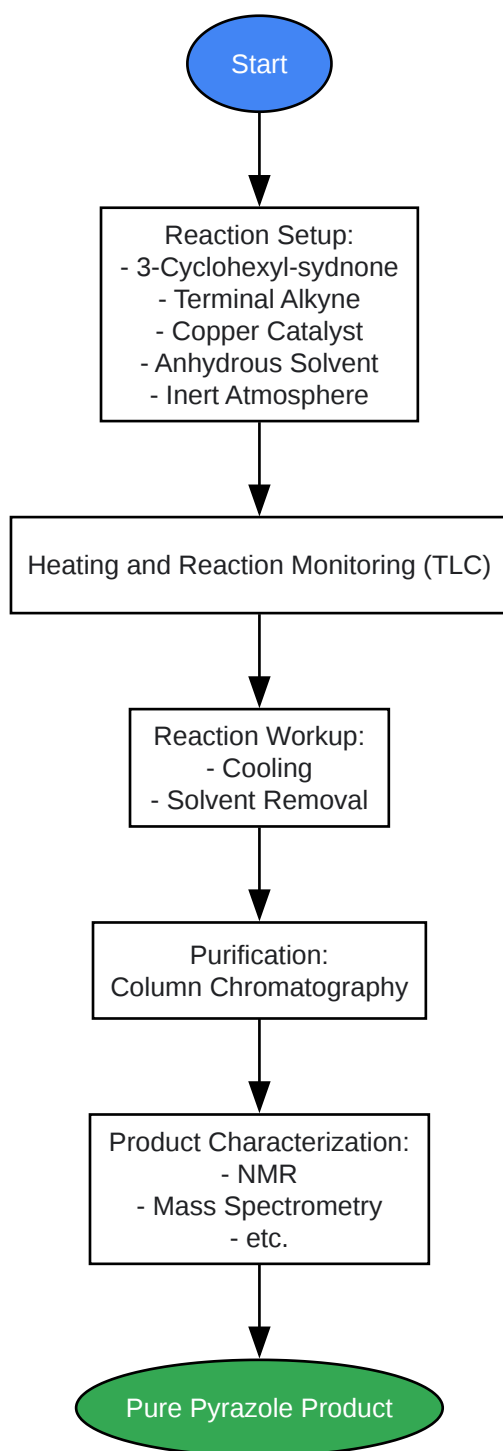 Start
Reaction Setup:
- 3-Cyclohexyl-sydnone
- Terminal Alkyne
- Copper Catalyst
- Anhydrous Solvent
- Inert Atmosphere
Heating and Reaction Monitoring (TLC)
Reaction Workup:
- Cooling
- Solvent Removal
Purification:
Column Chromatography
Product Characterization:
- NMR
- Mass Spectrometry
- etc.
Pure Pyrazole Product